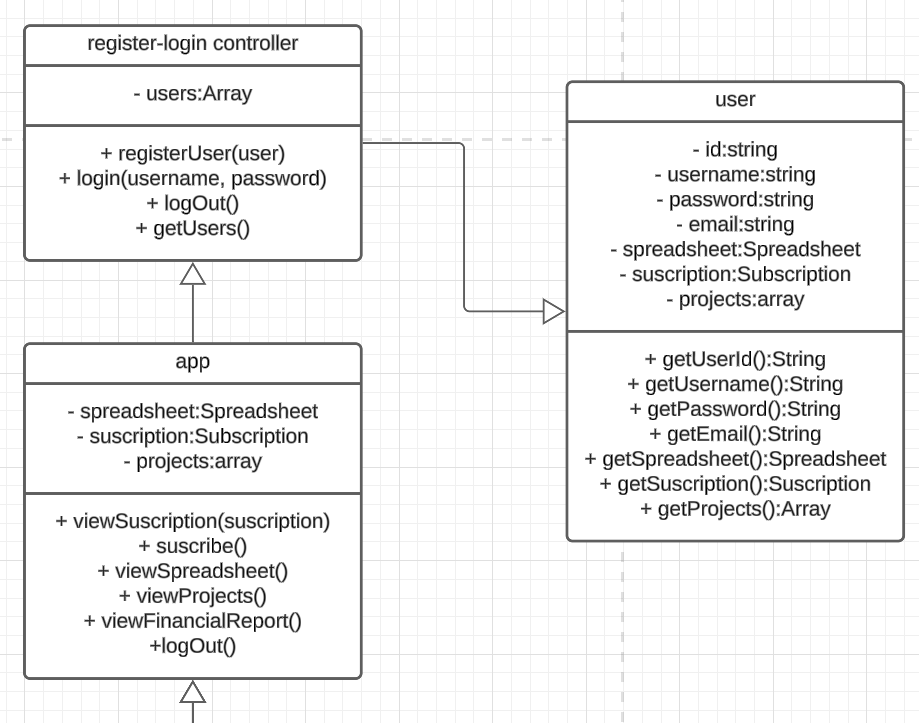 register-login controller
- users:Array
+ registerUser(user)
+ login(username, password)
+ logOut()
+ getUsers()
user
- id:string
- username:string
- password:string
- email:string
- spreadsheet:Spreadsheet
- suscription:Subscription
- projects:array
+ getUserId():String
+ getUsername():String
+ getPassword():String
+ getEmail():String
+ getSpreadsheet():Spreadsheet
+ getSuscription():Suscription
+ getProjects():Array
app
- spreadsheet:Spreadsheet
- suscription:Subscription
- projects:array
+ viewSuscription(suscription)
+ suscribe()
+ viewSpreadsheet()
+ viewProjects()
+ viewFinancialReport()
+logOut()